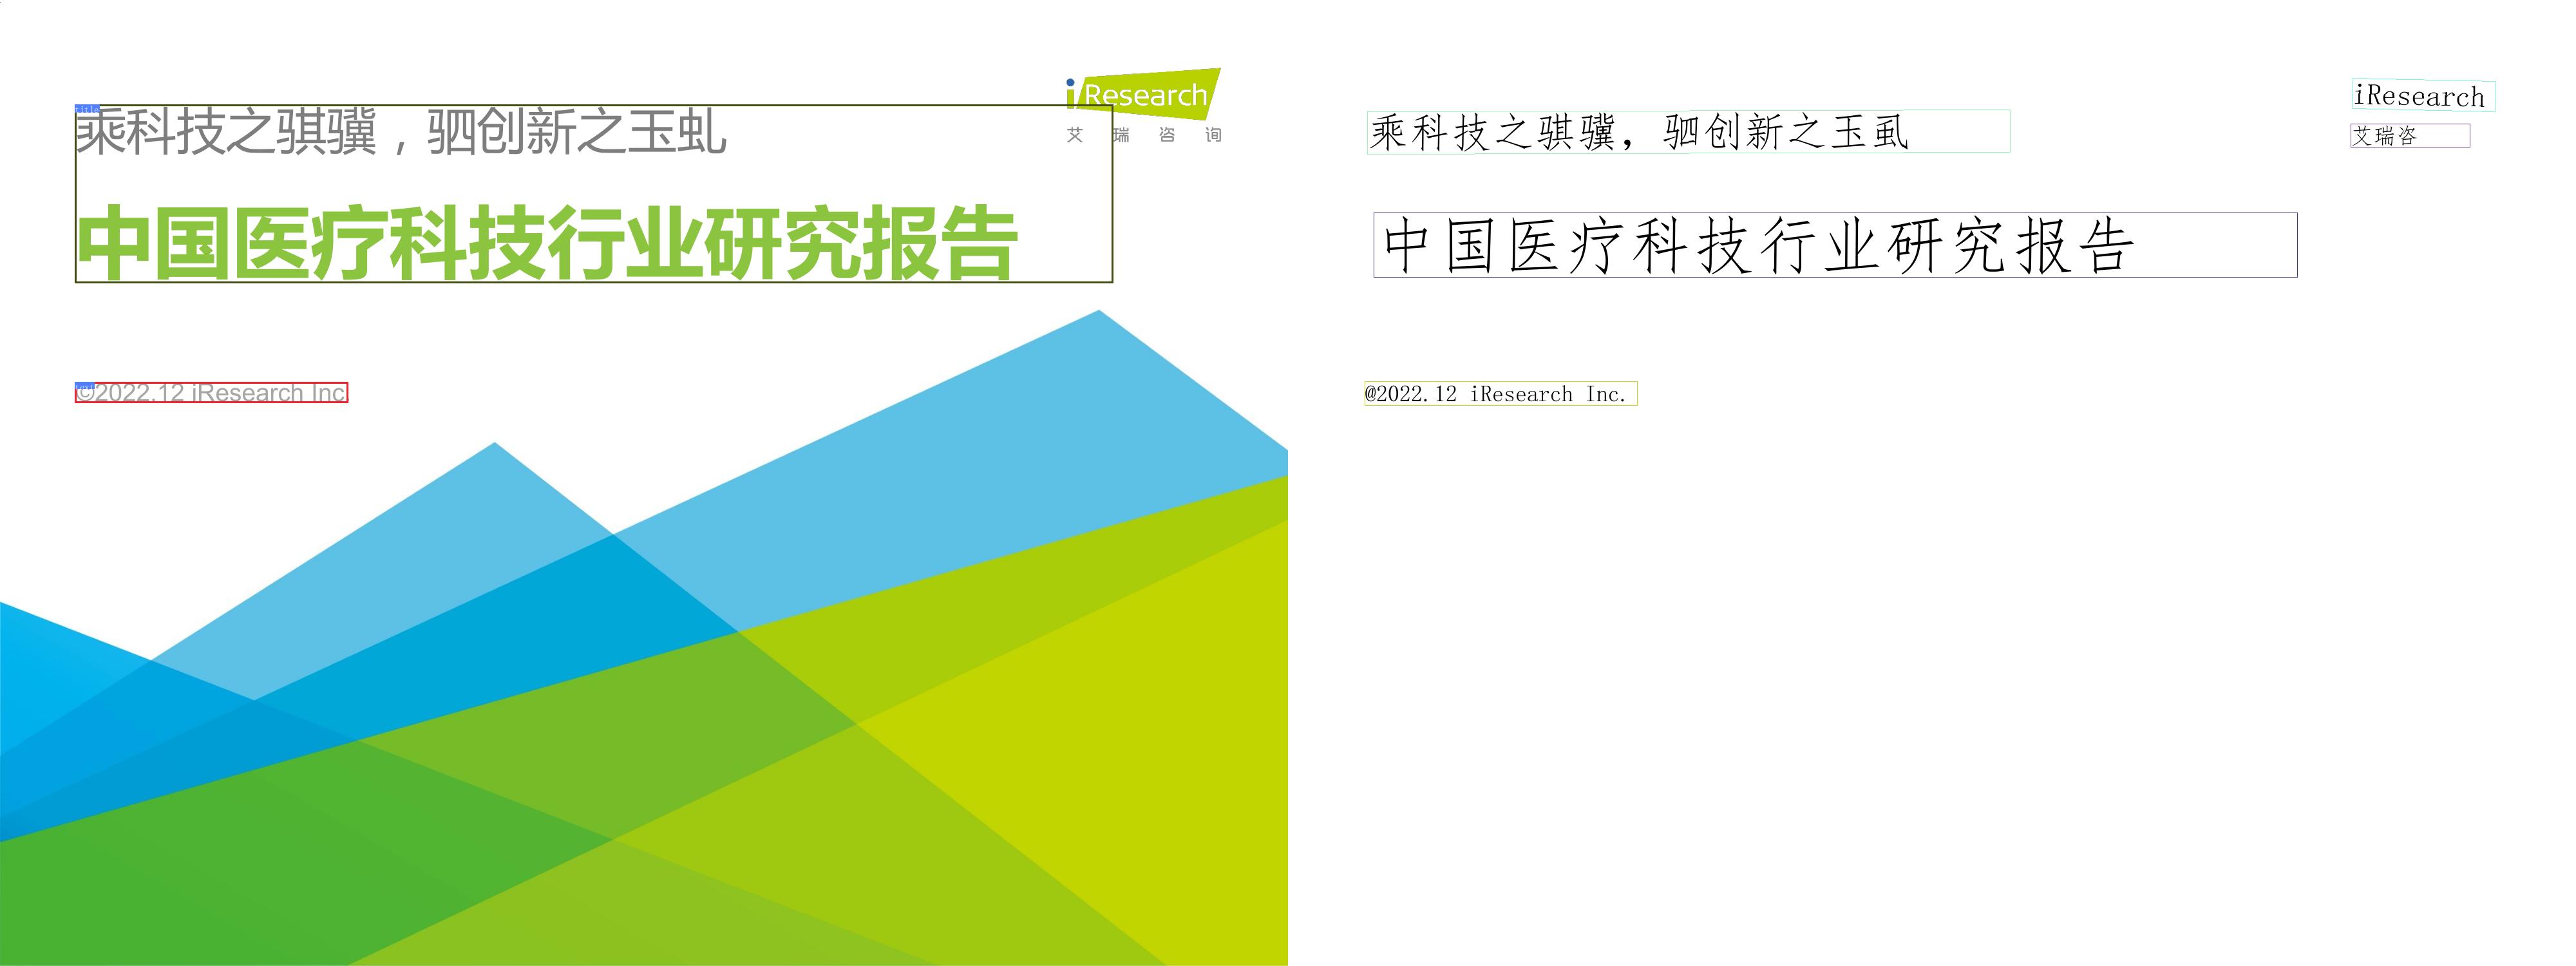 乘科技之骐骥，驷创新之玉虬
iResearch
艾瑞咨询
中国医疗科技行业研究报告
©2022.12 iResearch Inc.
iResearch
乘科技之骐骥，驷创新之玉虱
艾瑞咨
中国医疗科技行业研究报告
@2022.12 iResearch Inc.